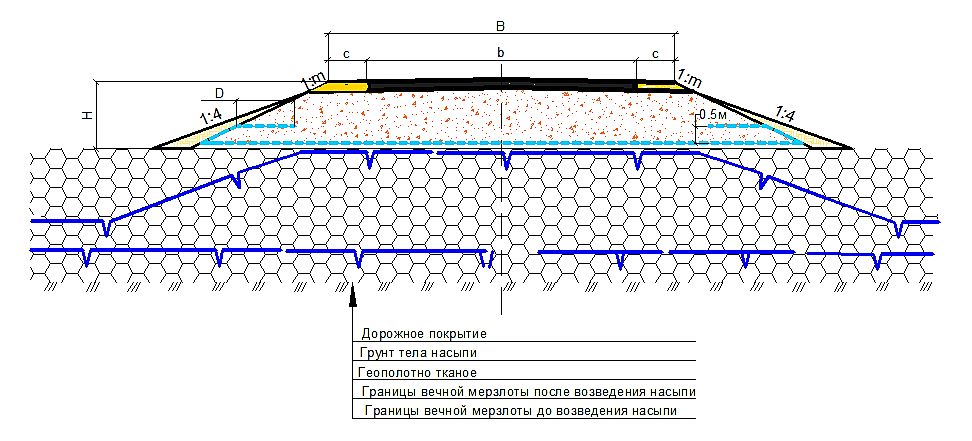 B
c b c
1:m 1:m
D
H
1:4 1:4
0.5м
Дорожное покрытие
Грунт тела насыпи
Геополотно тканое
Границы вечной мерзлоты после возведения насыпи
Границы вечной мерзлоты до возведения насыпи